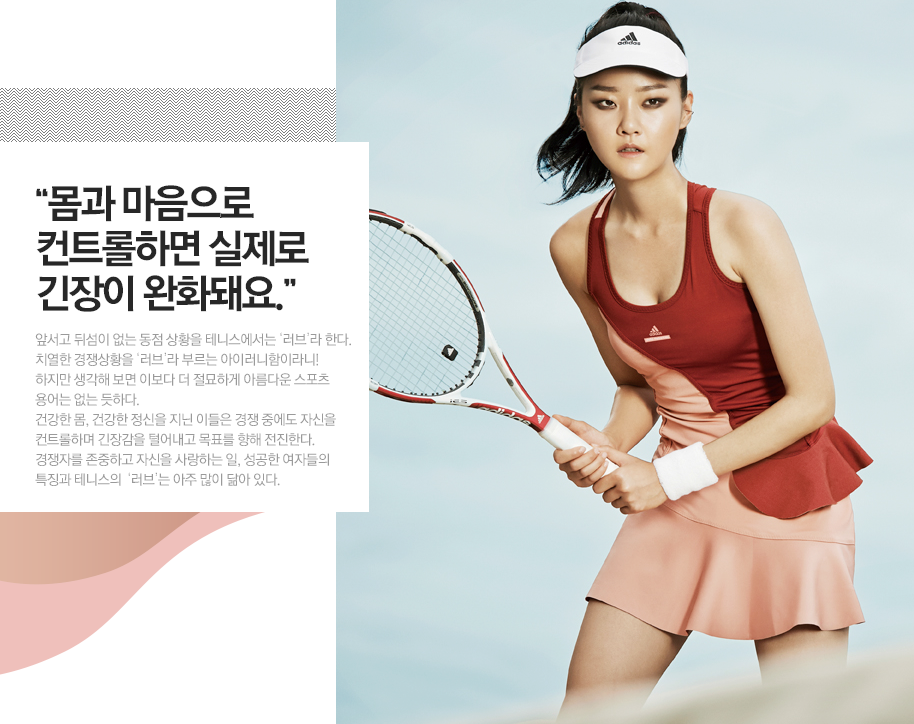 adidas
“몸과 마음으로
컨트롤하면 실제로
긴장이 완화돼요.”
앞서고 뒤섬이 없는 동점 상황을 테니스에서는 ‘러브’라 한다.
치열한 경쟁상황을 ‘러브’라 부르는 아이러니함이라니!
하지만 생각해 보면 이보다 더 절묘하게 아름다운 스포츠
용어는 없는 듯하다.
건강한 몸, 건강한 정신을 지닌 이들은 경쟁 중에도 자신을
컨트롤하며 긴장감을 덜어내고 목표를 향해 전진한다.
경쟁자를 존중하고 자신을 사랑하는 일, 성공한 여자들의
특징과 테니스의 ‘러브’는 아주 많이 닮아 있다.
adidas